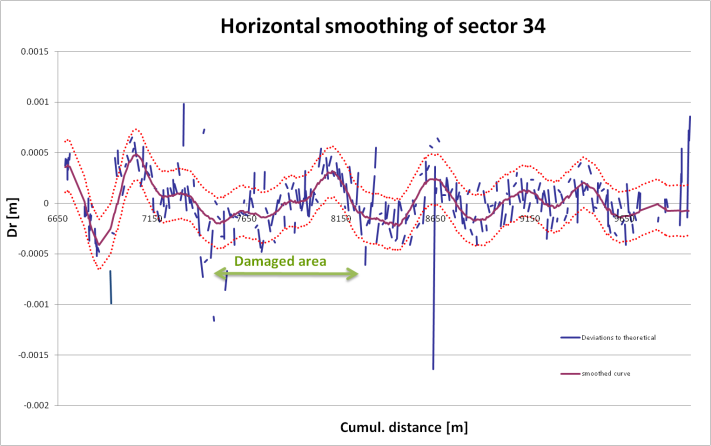 Horizontal smoothing of sector 34
0.0015
0.001
0.0005
0
-0.0005
-0.001
-0.0015
-0.002
6650
7150
7650
8150
8650
9150
9650
Dr [m]
Damaged area
Deviations to theoretical
smoothed curve
Cumul. distance [m]